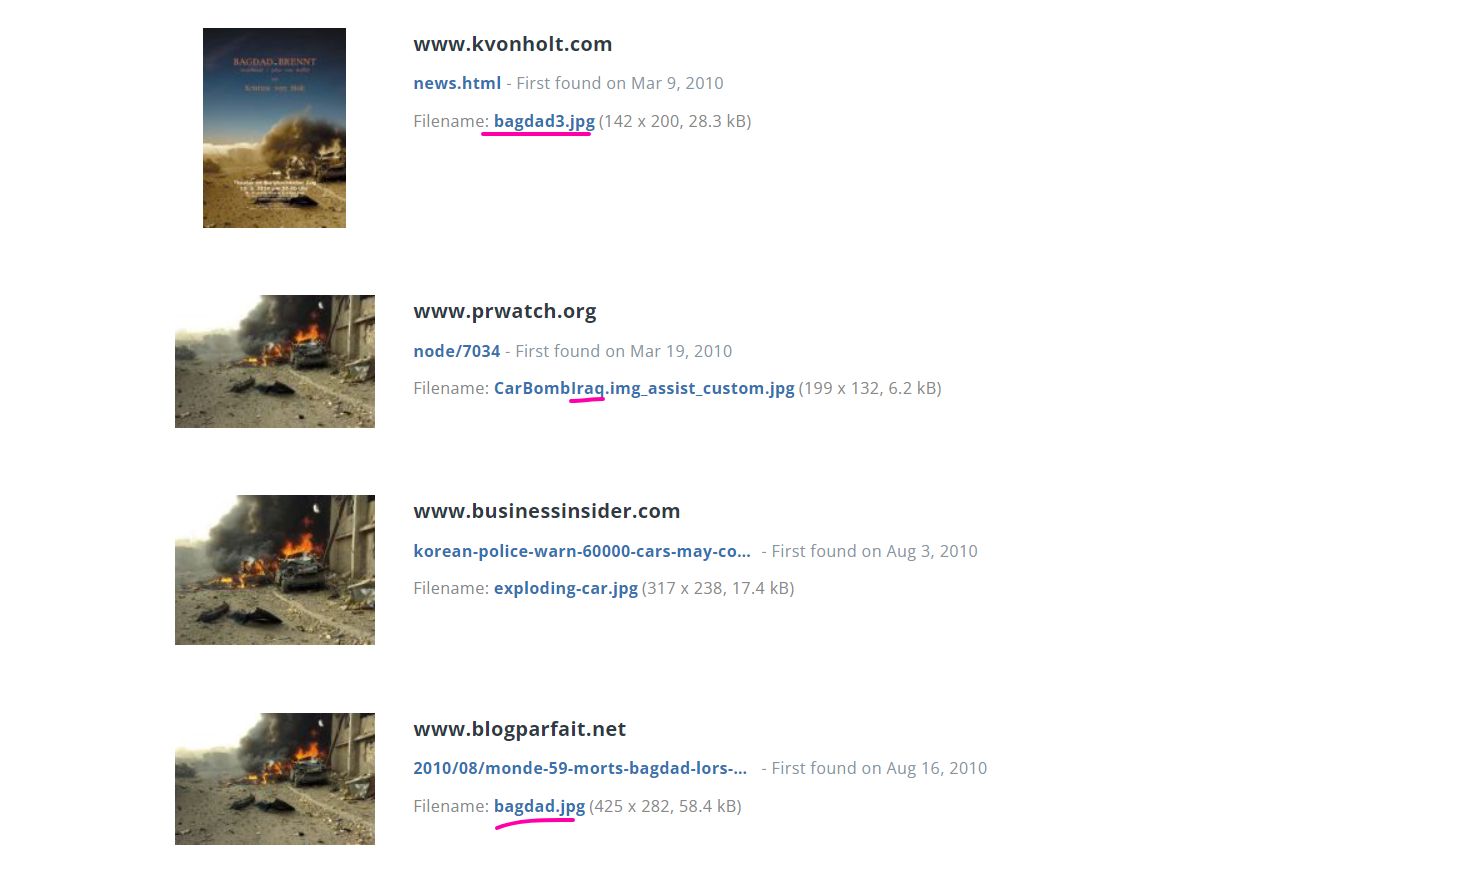 BAGDAD BRENNT
www.kvonholt.com
news.html - First found on Mar 9, 2010
Filename: bagdad3.jpg (142 x 200, 28.3 kB)
www.prwatch.org
node/7034 - First found on Mar 19, 2010
Filename: CarBombIraq.img_assist_custom.jpg (199 x 132, 6.2 kB)
www.businessinsider.com
korean-police-warn-60000-cars-may-co... - First found on Aug 3, 2010
Filename: exploding-car.jpg (317 x 238, 17.4 kB)
www.blogparfait.net
2010/08/monde-59-morts-bagdad-lors-... - First found on Aug 16, 2010
Filename: bagdad.jpg (425 x 282, 58.4 kB)